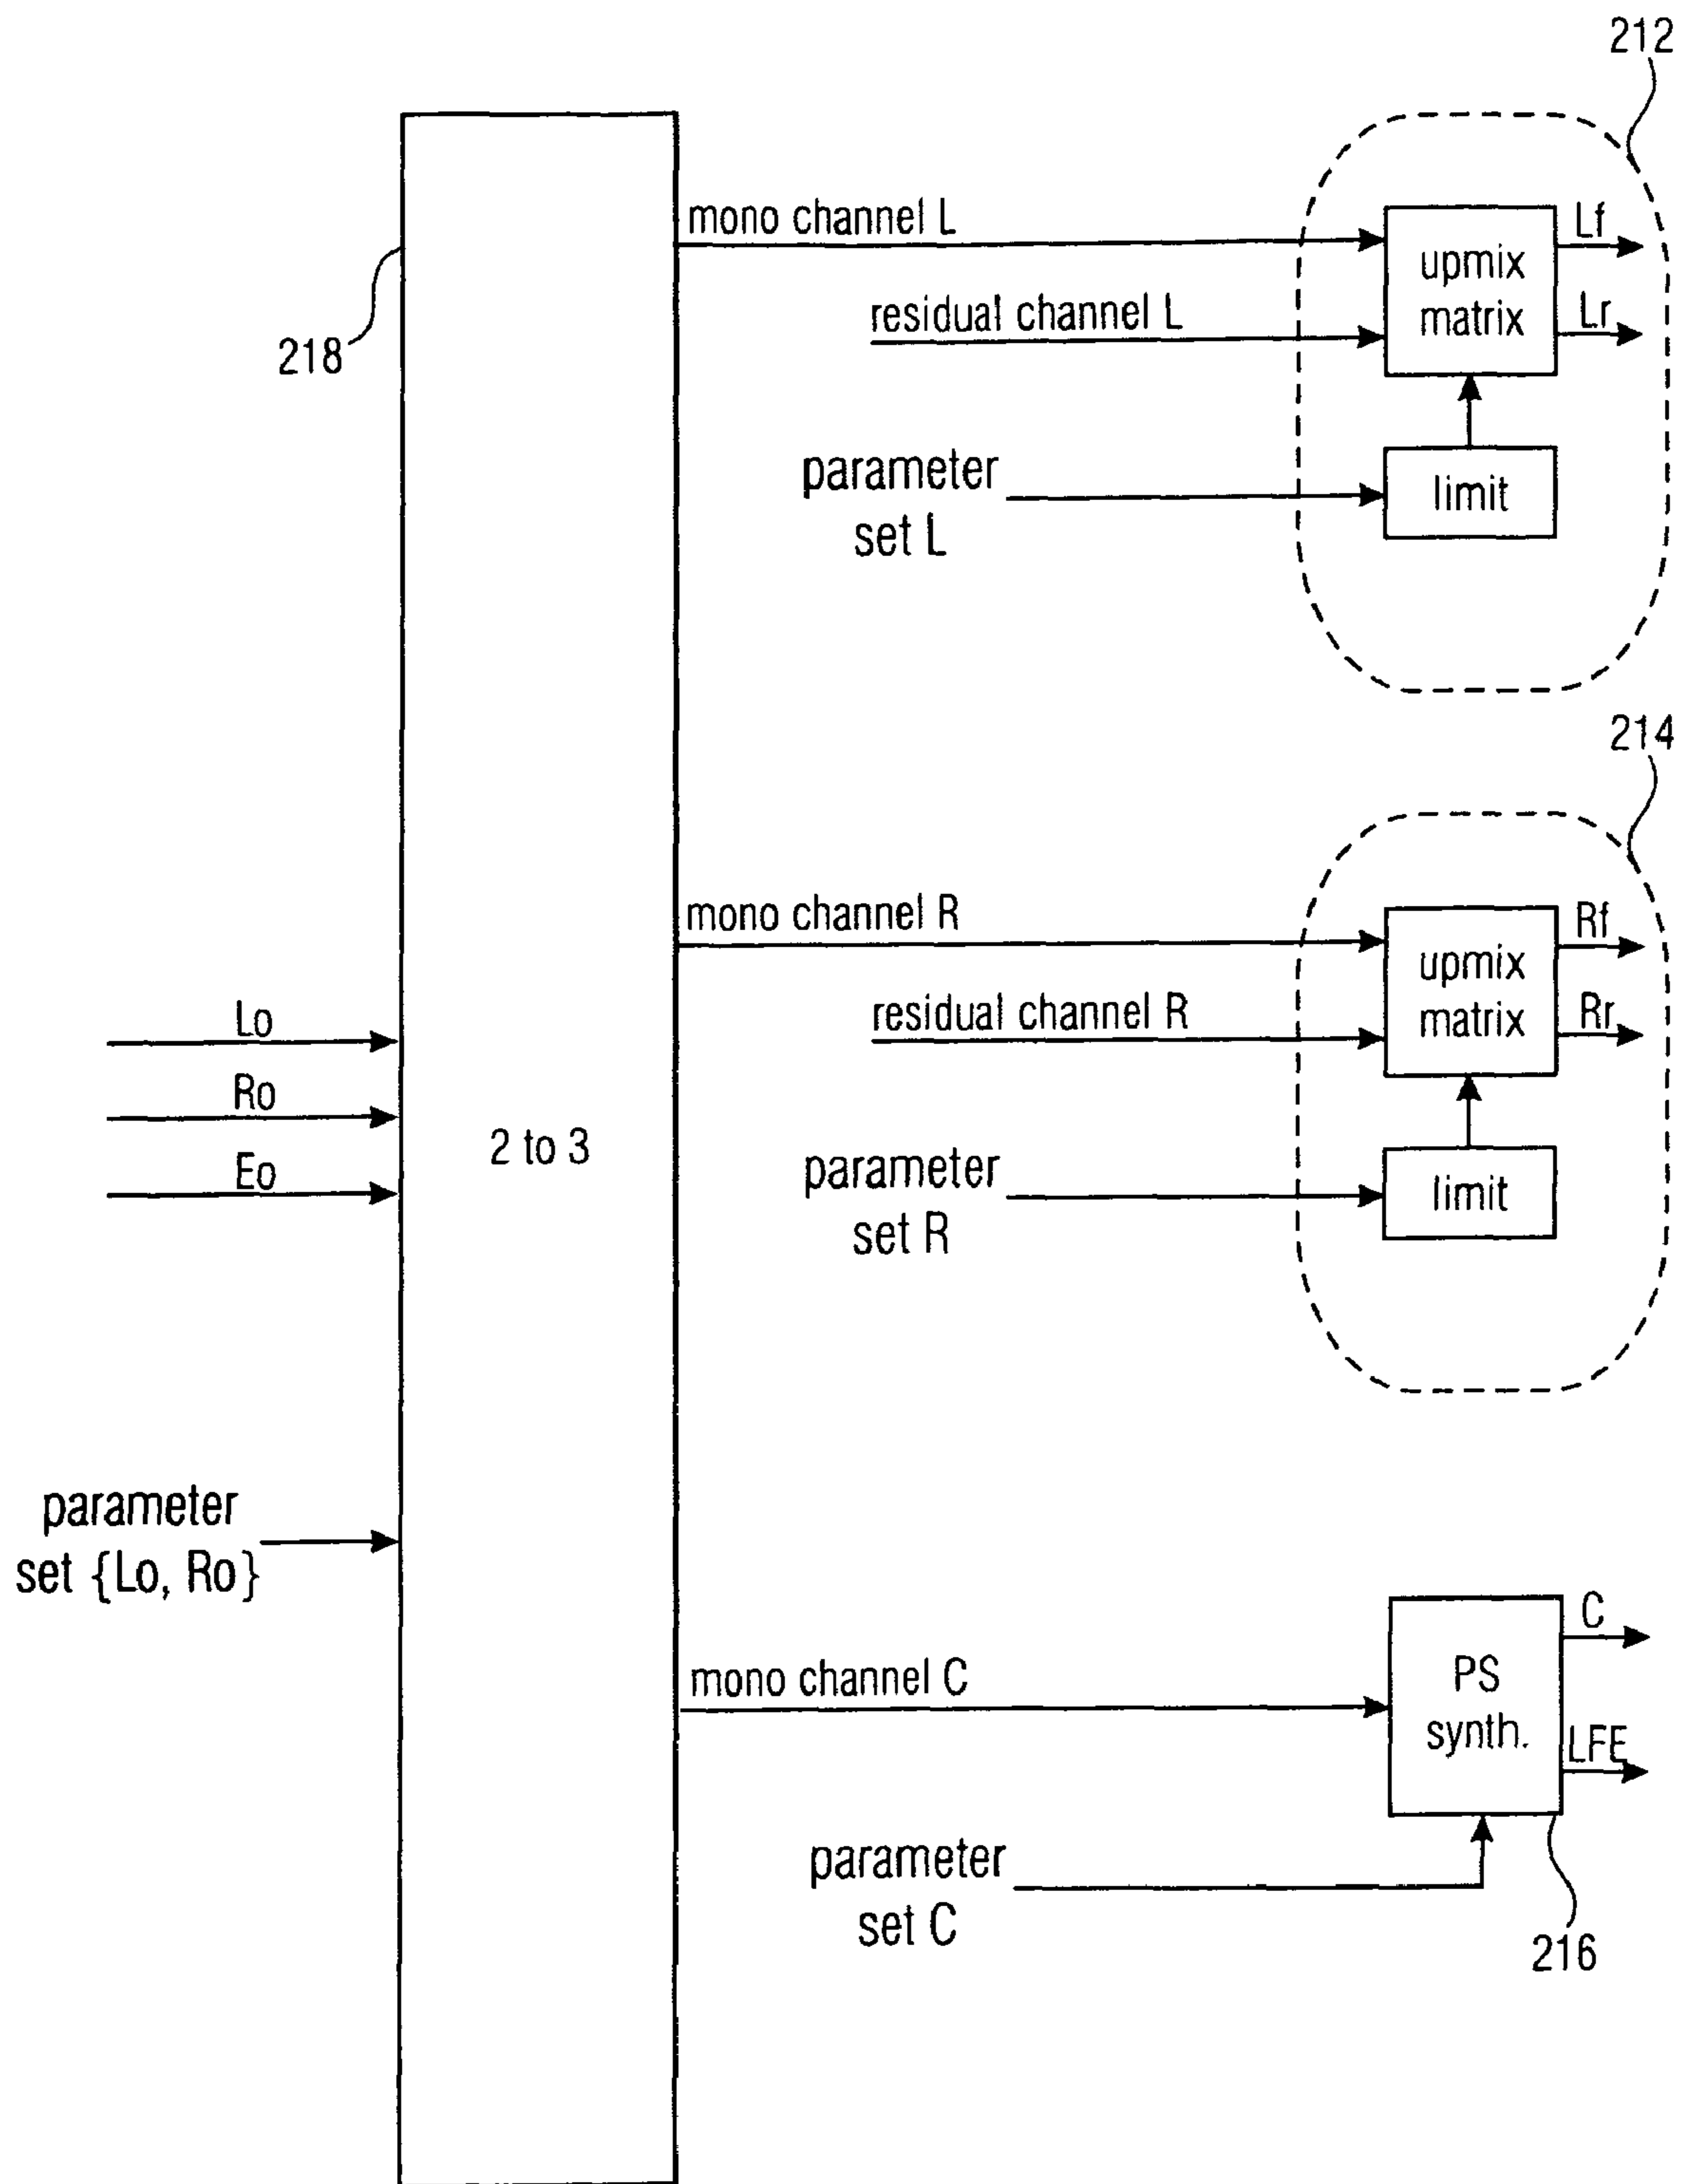 212
mono channel L
Lf
upmix
matrix
residual channel L
Lr
218
parameter
set L
limit
214
mono channel R
Rf
upmix
matrix
residual channel R
Rr
Lo
Ro
Eo
2 to 3
parameter
set R
limit
parameter
set {Lo, Ro}
mono channel C
C
PS
synth.
LFE
parameter
set C
216